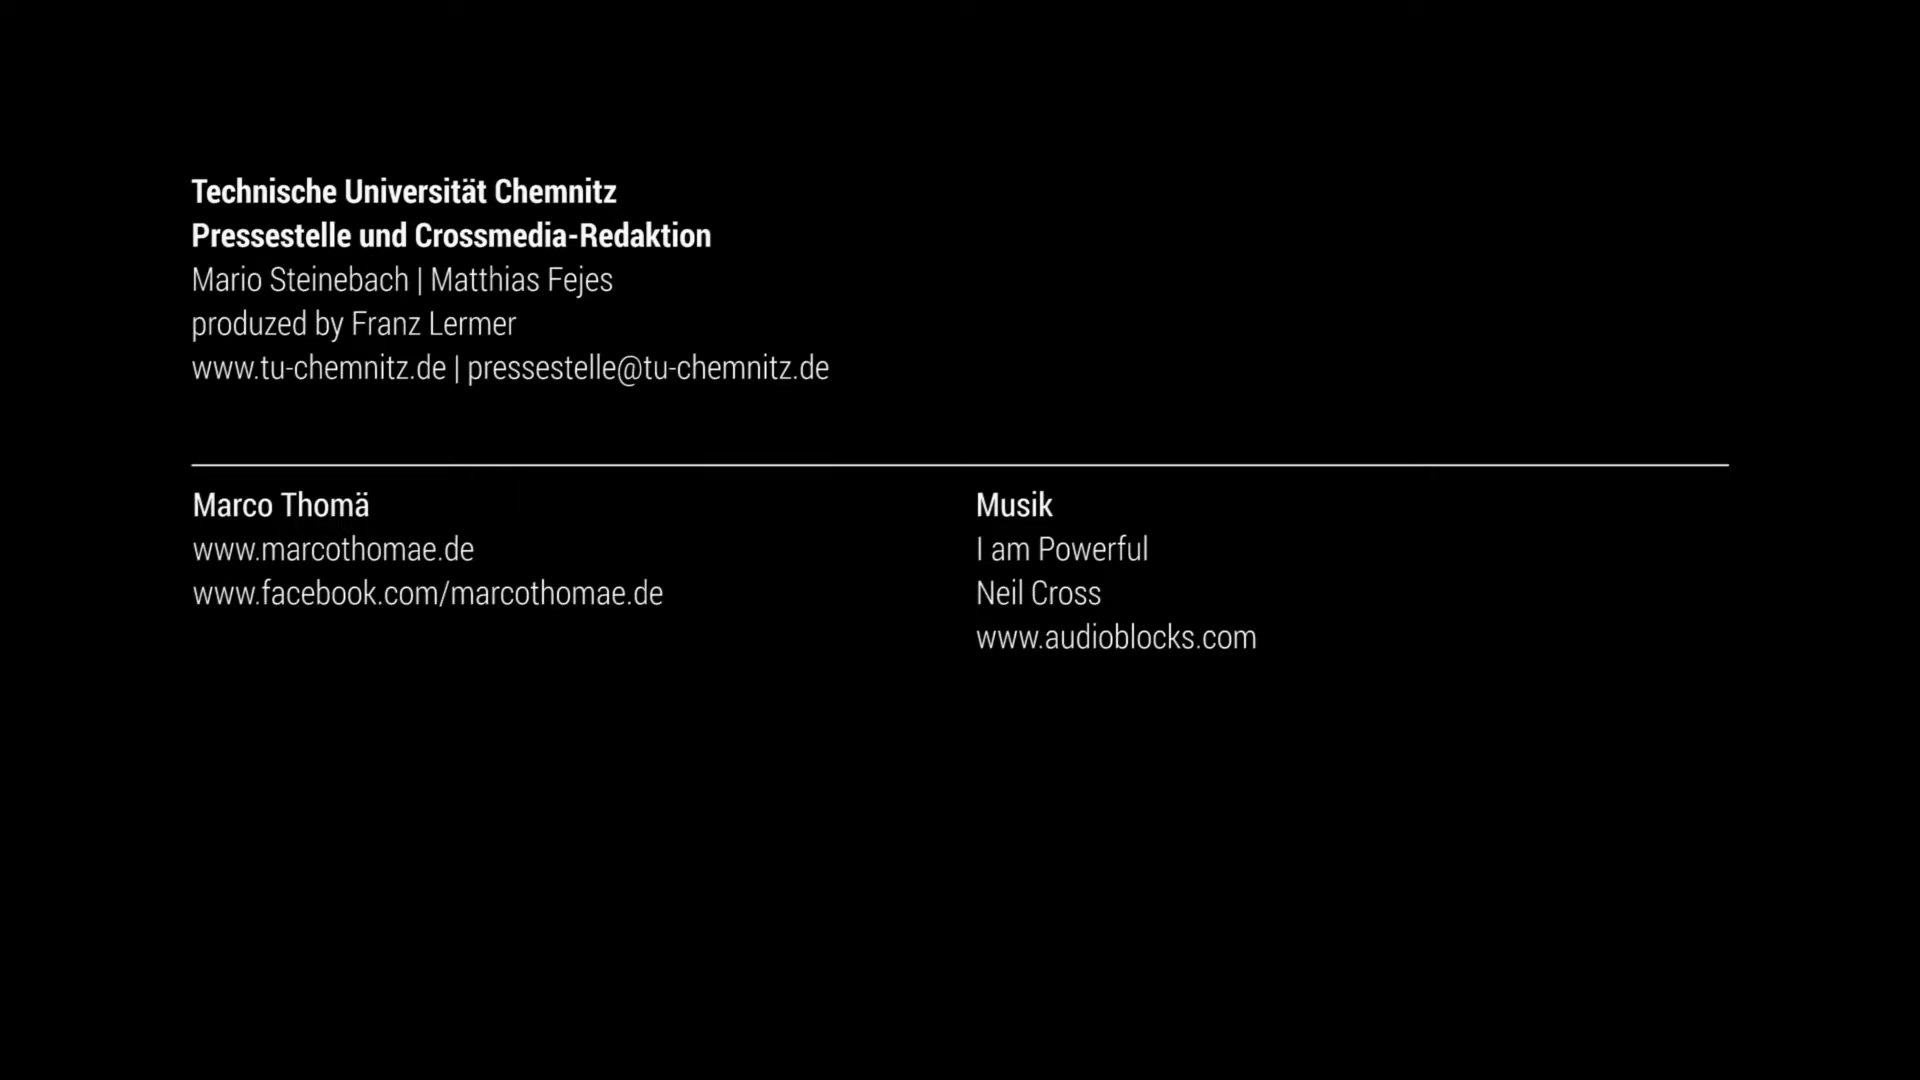 Technische Universität Chemnitz
Pressestelle und Crossmedia-Redaktion
Mario Steinebach | Matthias Fejes
produzed by Franz Lermer
www.tu-chemnitz.de | pressestelle@tu-chemnitz.de
Marco Thomä
www.marcothomae.de
www.facebook.com/marcothomae.de
Musik
I am Powerful
Neil Cross
www.audioblocks.com